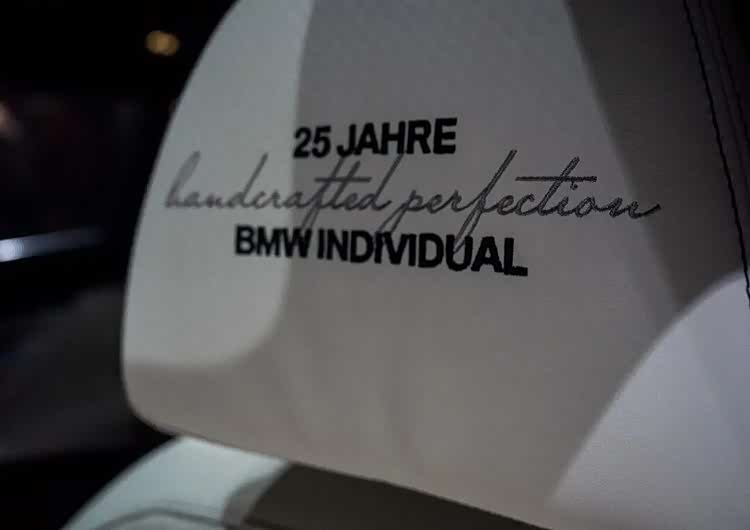 25 JAHRE
handcrafted perfection
BMW INDIVIDUAL